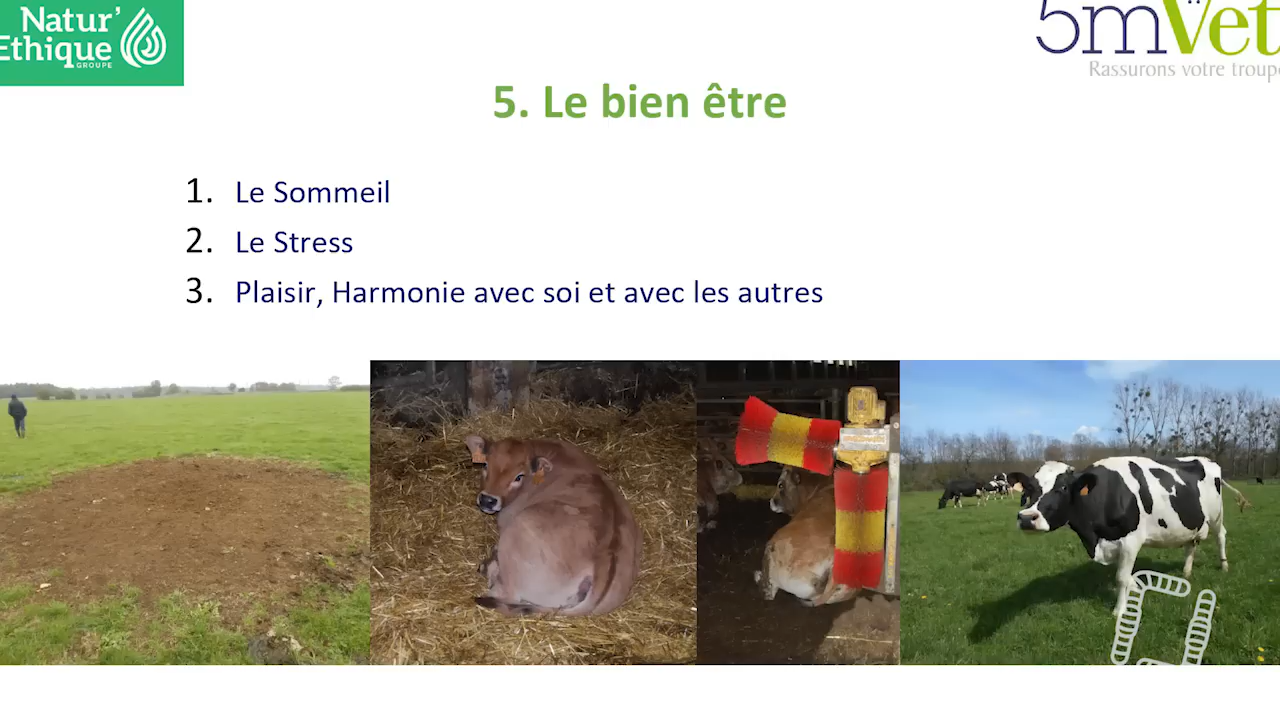 Natur'
Ethique
GROUPE
5mVet
Rassurons votre
5. Le bien être
1. Le Sommeil
2. Le Stress
3. Plaisir, Harmonie avec soi et avec les autres